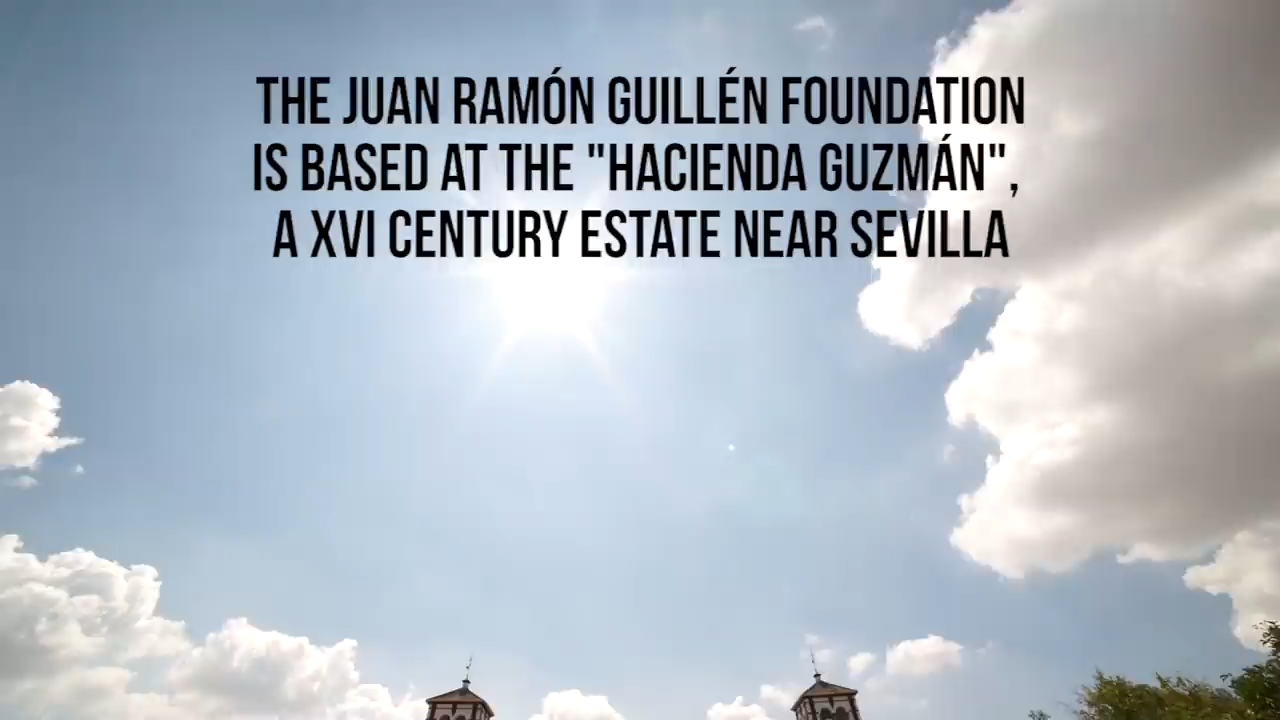 THE JUAN RAMÓN GUILLÉN FOUNDATION
IS BASED AT THE "HACIENDA GUZMÁN",
A XVI CENTURY ESTATE NEAR SEVILLA